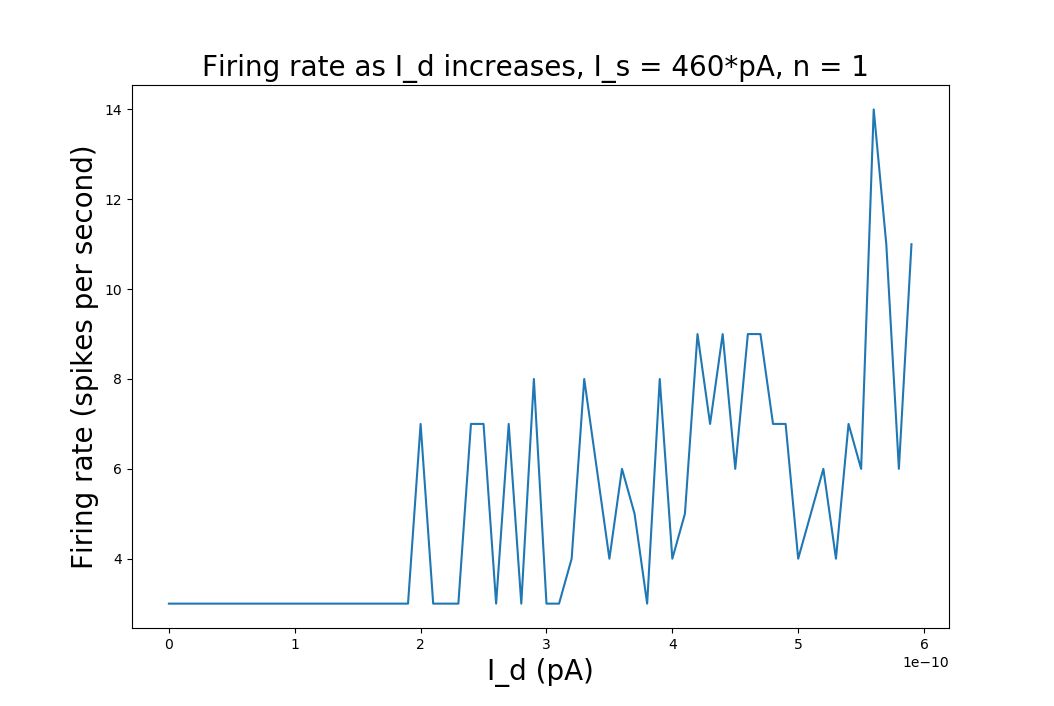 Firing rate as I_d increases, I_s = 460*pA, n = 1
Firing rate (spikes per second)
14
12
10
8
6
4
0 1 2 3 4 5 6
1e−10
I_d (pA)